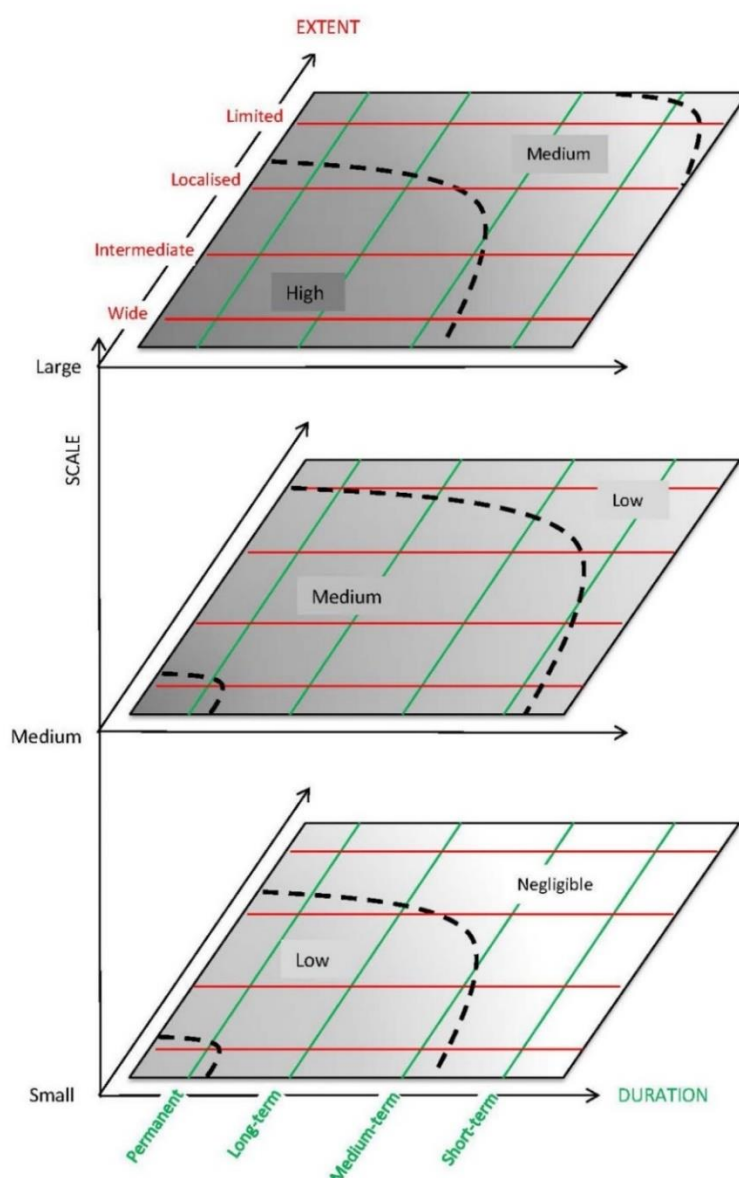 EXTENT
Limited
Medium
Localised
Intermediate
High
Wide
Large
SCALE
Low
Medium
Medium
Negligible
Low
Small
Permanent
Long-term
Medium-term
Short-term
DURATION